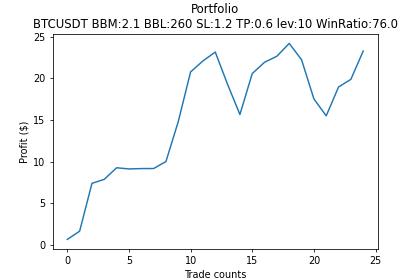 Portfolio
BTCUSDT BBM:2.1 BBL:260 SL:1.2 TP:0.6 lev:10 WinRatio:76.0
25
20
15
10
5
0
Profit ($)
0 5 10 15 20 25
Trade counts